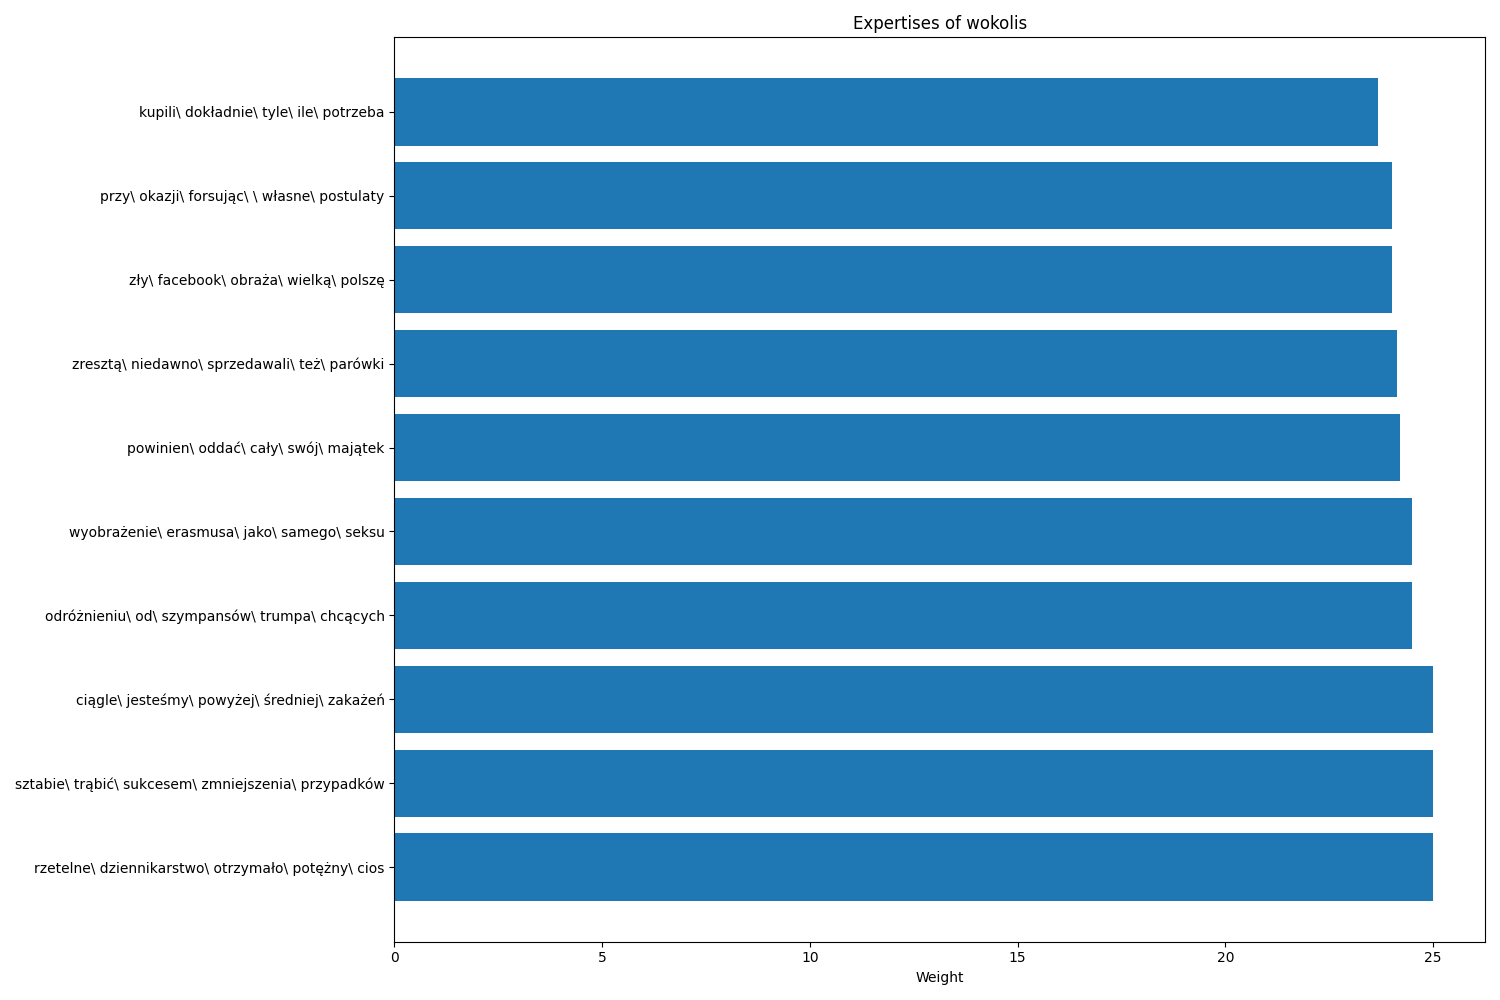 Expertises of wokolis
kupili\ dokładnie\ tyle\ ile\ potrzeba
przy\ okazji\ forsując\ \ własne\ postulaty
zły\ facebook\ obraża\ wielką\ polszę
zresztą\ niedawno\ sprzedawali\ też\ parówki
powinien\ oddać\ cały\ swój\ majątek
wyobrażenie\ erasmusa\ jako\ samego\ seksu
odróżnieniu\ od\ szympansów\ trumpa\ chcących
ciągle\ jesteśmy\ powyżej\ średniej\ zakażeń
sztabie\ trąbić\ sukcesem\ zmniejszenia\ przypadków
rzetelne\ dziennikarstwo\ otrzymało\ potężny\ cios
0 5 10 15 20 25
Weight